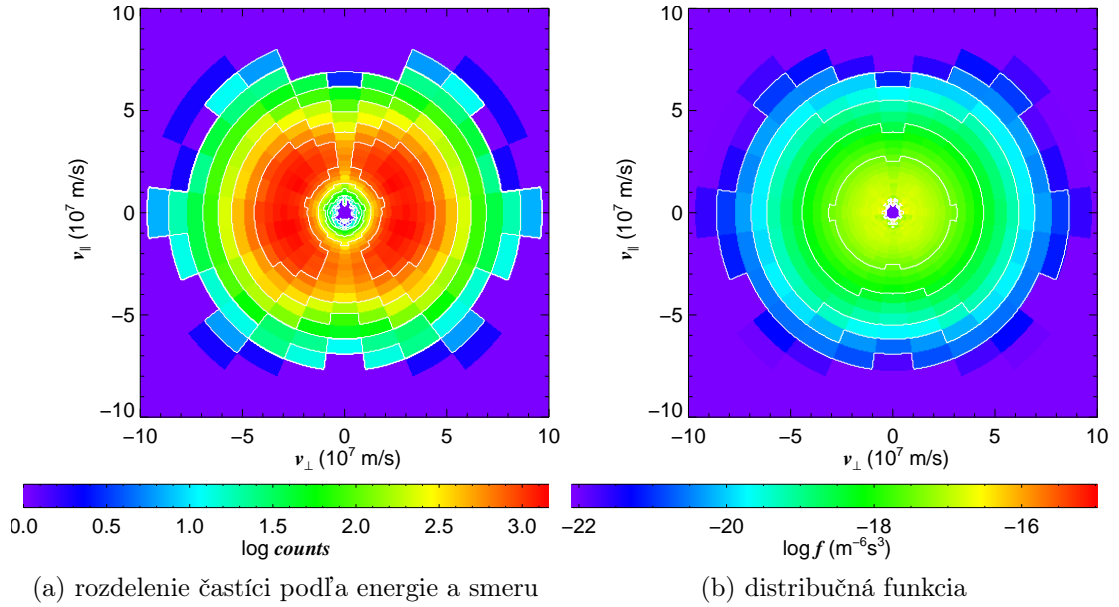 10
5
0
−5
−10
−10 −5 0 5 10
v∥ (10⁷ m/s)
v⊥ (10⁷ m/s)
0.0 0.5 1.0 1.5 2.0 2.5 3.0
log counts
(a) rozdelenie častíci podľa energie a smeru
10
5
0
−5
−10
−10 −5 0 5 10
v∥ (10⁷ m/s)
v⊥ (10⁷ m/s)
−22 −20 −18 −16
log f (m⁻⁶s³)
(b) distribučná funkcia